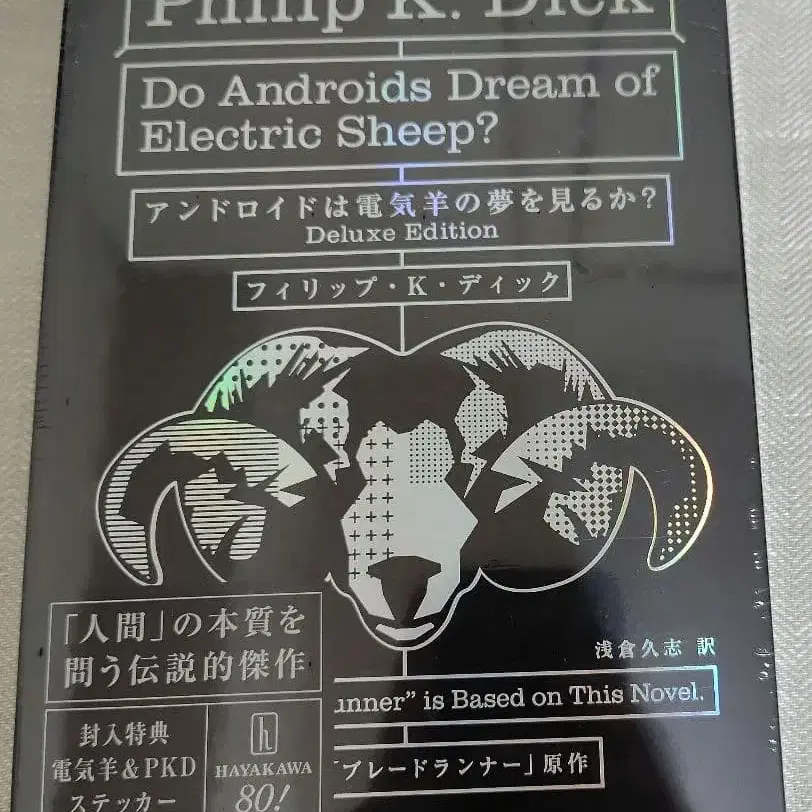 Philip K. Dick
Do Androids Dream of
Electric Sheep?
アンドロイドは電気羊の夢を見るか?
Deluxe Edition
フィリップ・K・ディック
浅倉久志 訳
「人間」の本質を
問う伝説的傑作
unner” is Based on This Novel.
「ブレードランナー」原作
封入特典
電気羊&PKD
ステッカー
h
HAYAKAWA
80!